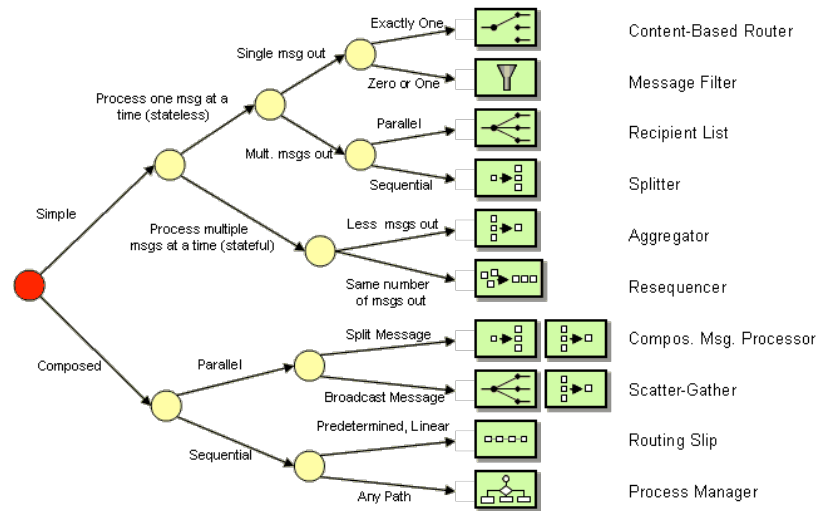 Exactly One
Content-Based Router
Single msg out
Zero or One
Message Filter
Process one msg at a
time (stateless)
Parallel
Recipient List
Mult. msgs out
Sequential
Splitter
Simple
Process multiple
msgs at a time (stateful)
Less msgs out
Aggregator
Same number
of msgs out
Resequencer
Split Message
Compos. Msg. Processor
Composed
Parallel
Broadcast Message
Scatter-Gather
Predetermined, Linear
Routing Slip
Sequential
Any Path
Process Manager